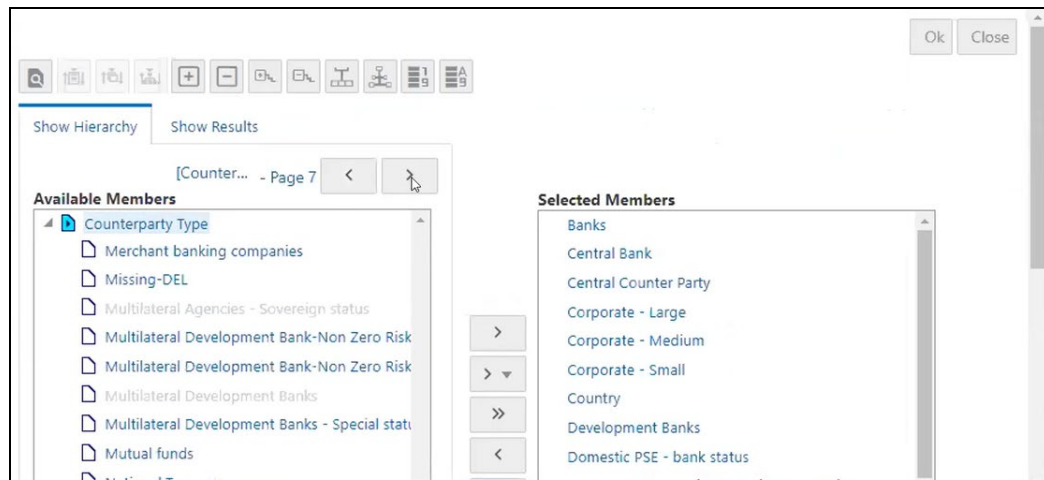 Ok Close
Show Hierarchy Show Results
[Counter... - Page 7
Available Members
Counterparty Type
Merchant banking companies
Missing-DEL
Multilateral Agencies - Sovereign status
Multilateral Development Bank-Non Zero Risk
Multilateral Development Bank-Non Zero Risk
Multilateral Development Banks
Multilateral Development Banks - Special statu
Mutual funds
Selected Members
Banks
Central Bank
Central Counter Party
Corporate - Large
Corporate - Medium
Corporate - Small
Country
Development Banks
Domestic PSE - bank status